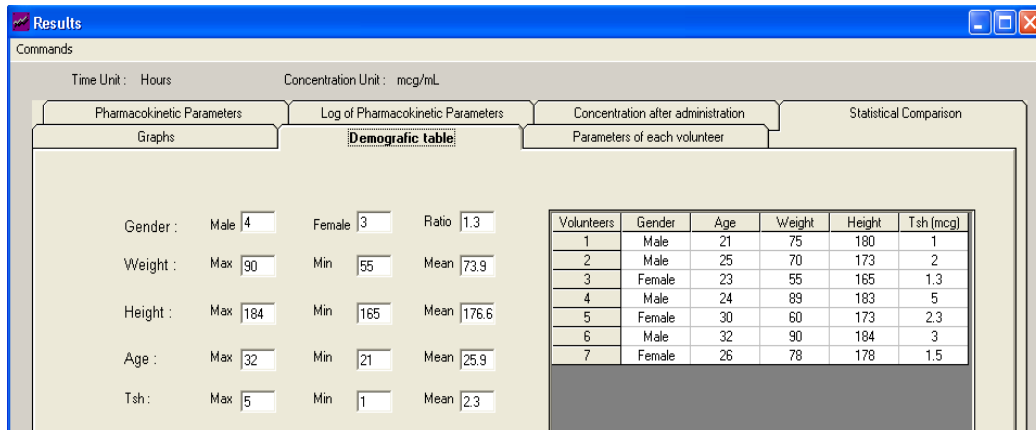 Results
Commands
Time Unit : Hours Concentration Unit : mcg/mL
Pharmacokinetic Parameters Log of Pharmacokinetic Parameters Concentration after administration Statistical Comparison
Graphs Demografic table Parameters of each volunteer
Gender : Male 4 Female 3 Ratio 1.3
Weight : Max 90 Min 55 Mean 73.9
Height : Max 184 Min 165 Mean 176.6
Age : Max 32 Min 21 Mean 25.9
Tsh : Max 5 Min 1 Mean 2.3
Volunteers Gender Age Weight Height Tsh (mcg)
1 Male 21 75 180 1
2 Male 25 70 173 2
3 Female 23 55 165 1.3
4 Male 24 89 183 5
5 Female 30 60 173 2.3
6 Male 32 90 184 3
7 Female 26 78 178 1.5